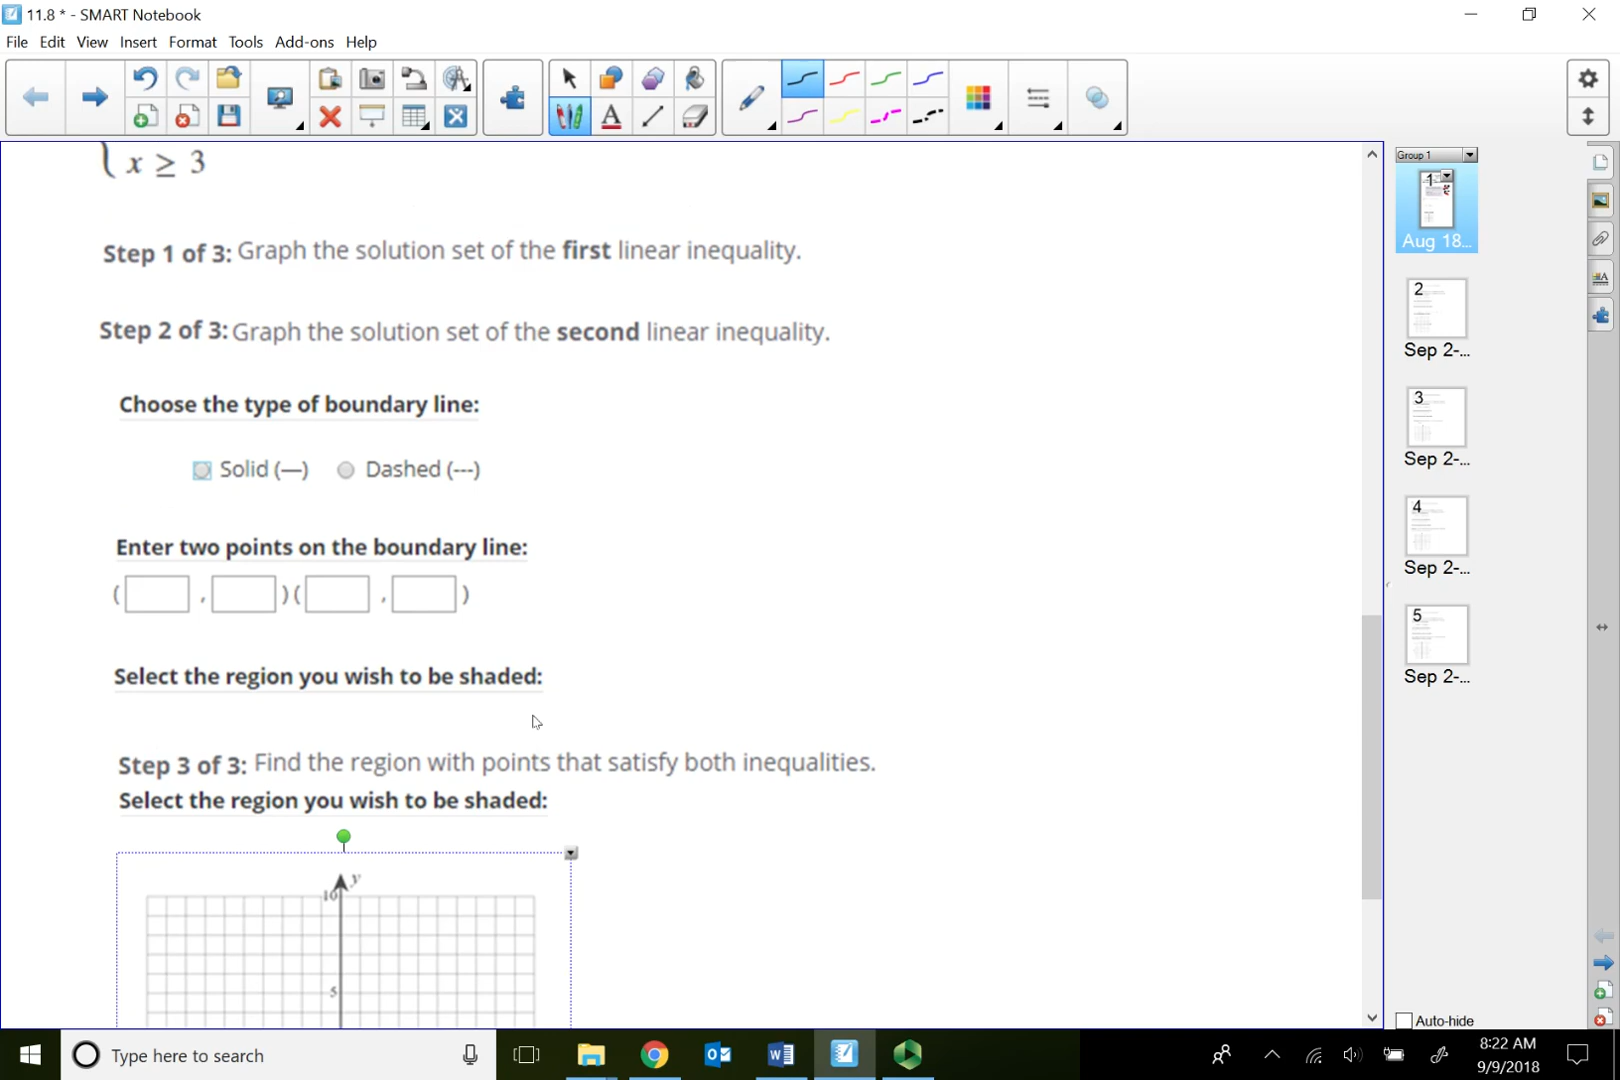 11.8 * - SMART Notebook
File Edit View Insert Format Tools Add-ons Help
x ≥ 3
Step 1 of 3: Graph the solution set of the first linear inequality.
Step 2 of 3: Graph the solution set of the second linear inequality.
Choose the type of boundary line:
Solid (—) Dashed (---)
Enter two points on the boundary line:
( , ) ( , )
Select the region you wish to be shaded:
Step 3 of 3: Find the region with points that satisfy both inequalities.
Select the region you wish to be shaded:
y
10
5
Group 1
1
Aug 18...
2
Sep 2-...
3
Sep 2-...
4
Sep 2-...
5
Sep 2-...
Auto-hide
Type here to search
8:22 AM
9/9/2018